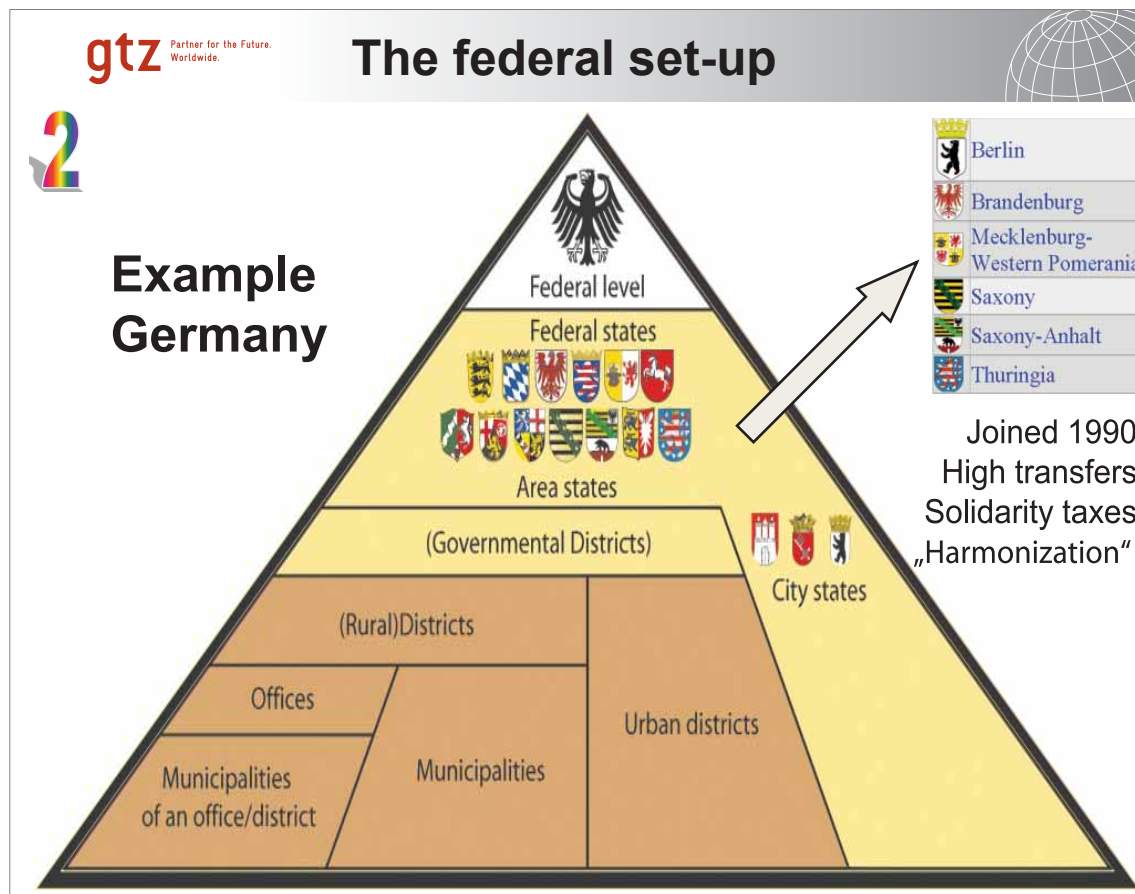 gtz Partner for the Future.
Worldwide.
The federal set-up
2
Example
Germany
Federal level
Federal states
Area states
(Governmental Districts)
City states
(Rural)Districts
Offices
Municipalities
of an office/district
Municipalities
Urban districts
Berlin
Brandenburg
Mecklenburg-
Western Pomerania
Saxony
Saxony-Anhalt
Thuringia
Joined 1990
High transfers
Solidarity taxes
„Harmonization“